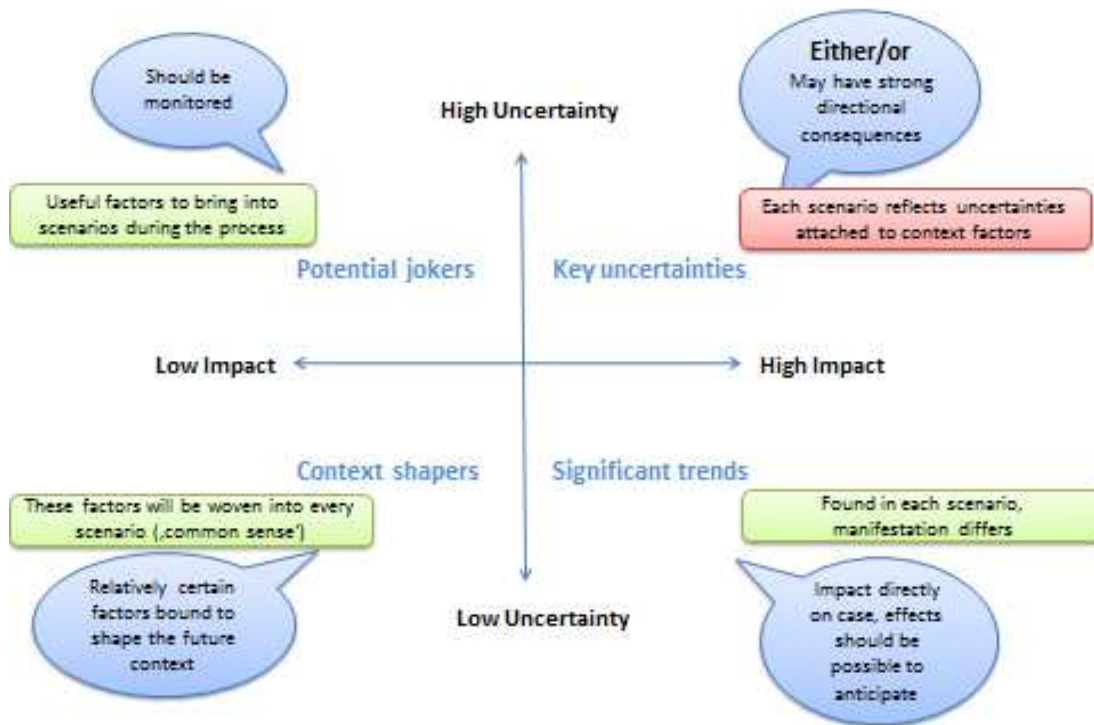 Should be
monitored
High Uncertainty
Either/or
May have strong
directional
consequences
Useful factors to bring into
scenarios during the process
Each scenario reflects uncertainties
attached to context factors
Potential jokers
Key uncertainties
Low Impact
High Impact
Context shapers
Significant trends
These factors will be woven into every
scenario (‚common sense')
Found in each scenario,
manifestation differs
Relatively certain
factors bound to
shape the future
context
Low Uncertainty
Impact directly
on case, effects
should be
possible to
anticipate